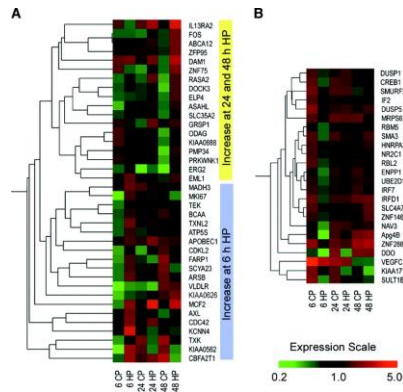 A
IL13RA2
FOS
ABCA12
ZFP95
DAM1
ZNF75
RASA2
DOCK3
ELP4
ASAHL
SLC35A2
GRSP1
ODAG
KIAA0888
PMP34
PRKWNK1
ERG2
EML1
MADH3
MKI67
TEK
BCAA
TXNL2
ATP5S
APOBEC1
CDKL2
FARP1
SCYA23
ARSB
VLDLR
KIAA0626
MCF2
AXL
CDC42
KCNN4
TXK
KIAA0562
CBFA2T1
Increase at 24 and 48 h HP
Increase at 6 h HP
6 CP
6 HP
24 CP
24 HP
48 CP
48 HP
B
DUSP1
CREB1
SMURF
IF2
DUSP5
MRPS6
RBM5
SMA3
HNRPA
NR2C1
RBL2
ENPP1
UBE2D
IRF7
IRFD1
SLC4A7
ZNF146
NAV3
Apg4B
ZNF288
DDO
VEGFC
KIAA17
SULT1B
6 CP
6 HP
24 CP
24 HP
48 CP
48 HP
Expression Scale
0.2
1.0
5.0